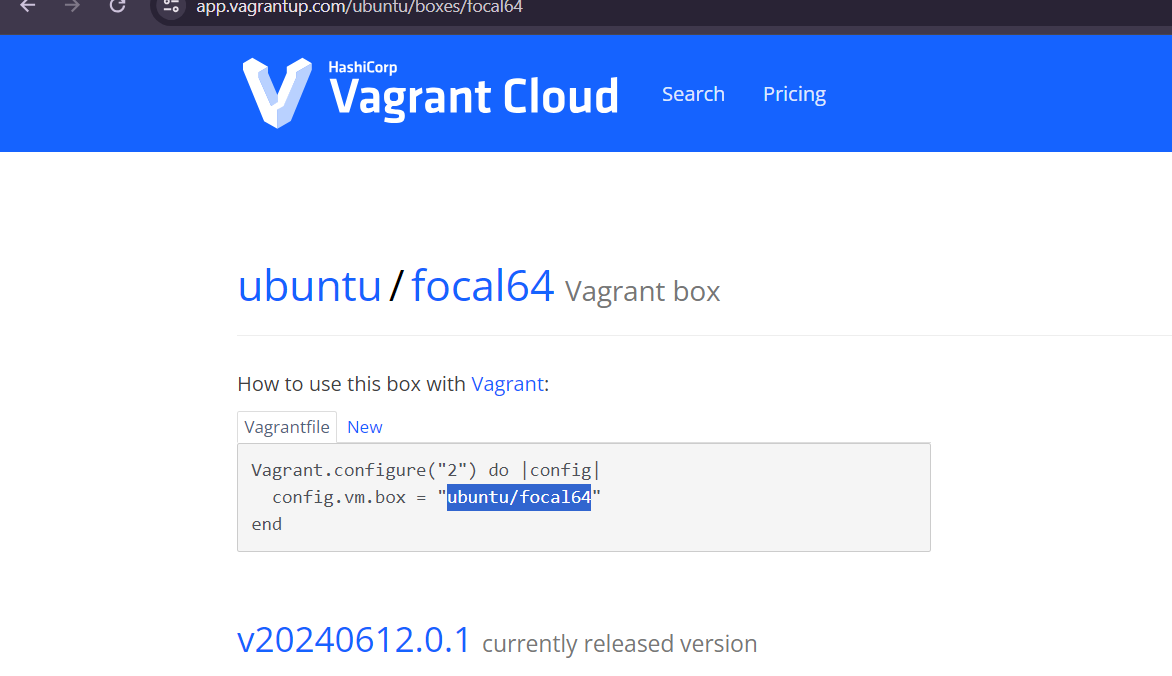 app.vagrantup.com/ubuntu/boxes/focal64
HashiCorp
Vagrant Cloud
Search
Pricing
ubuntu/focal64 Vagrant box
How to use this box with Vagrant:
Vagrantfile New
Vagrant.configure("2") do |config|
  config.vm.box = "ubuntu/focal64"
end
v20240612.0.1 currently released version